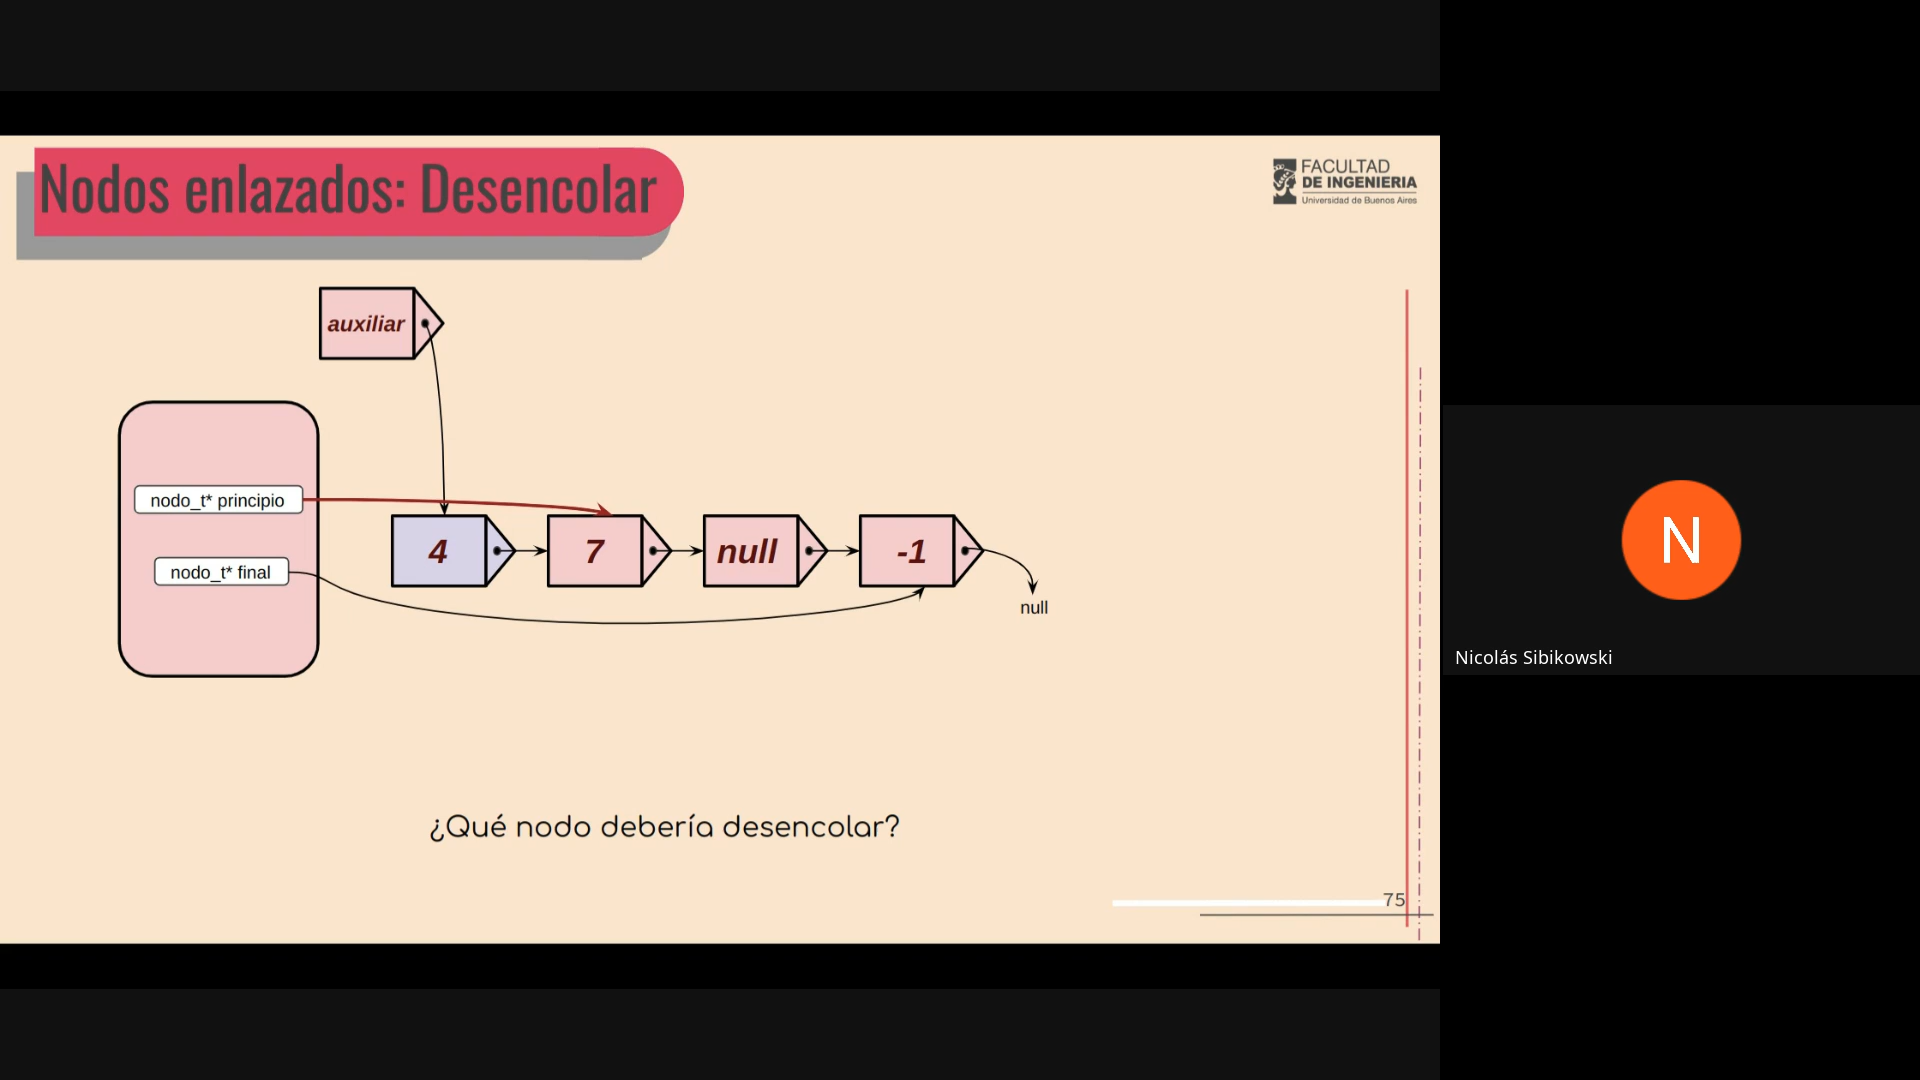 Nodos enlazados: Desencolar
FACULTAD
DE INGENIERIA
Universidad de Buenos Aires
auxiliar
nodo_t* principio
nodo_t* final
4
7
null
-1
null
¿Qué nodo debería desencolar?
75
N
Nicolás Sibikowski